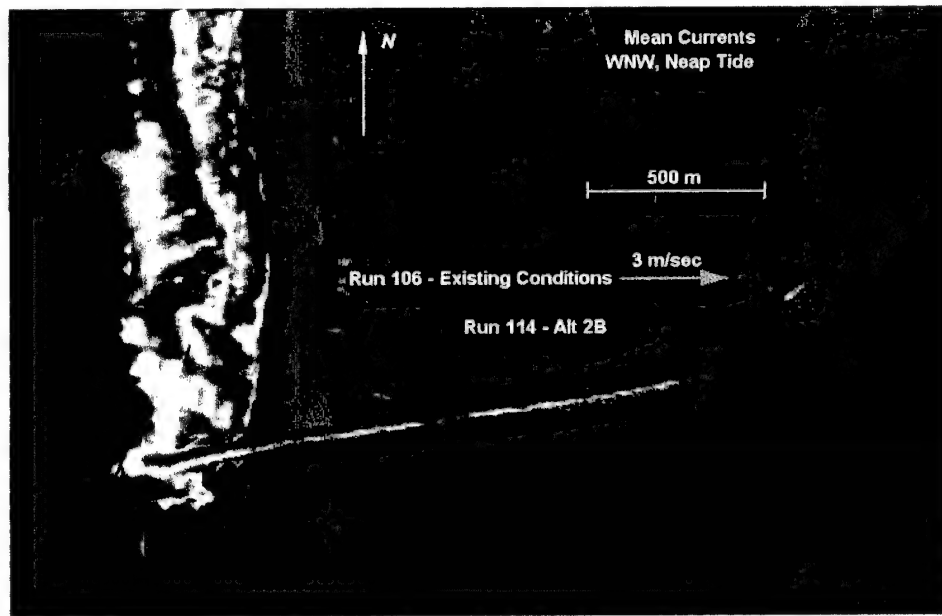 N
Mean Currents
WNW, Neap Tide
500 m
3 m/sec
Run 106 - Existing Conditions
Run 114 - Alt 2B